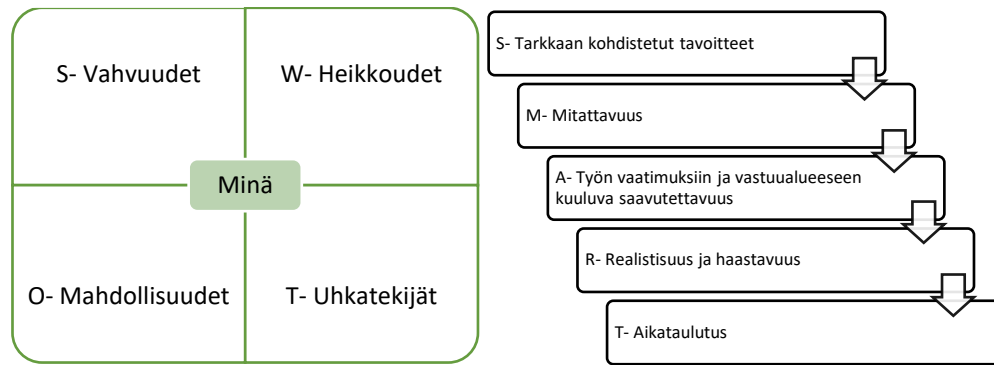 S- Vahvuudet
W- Heikkoudet
Minä
O- Mahdollisuudet
T- Uhkatekijät
S- Tarkkaan kohdistetut tavoitteet
M- Mitattavuus
A- Työn vaatimuksiin ja vastuualueeseen
kuuluva saavutettavuus
R- Realistisuus ja haastavuus
T- Aikataulutus